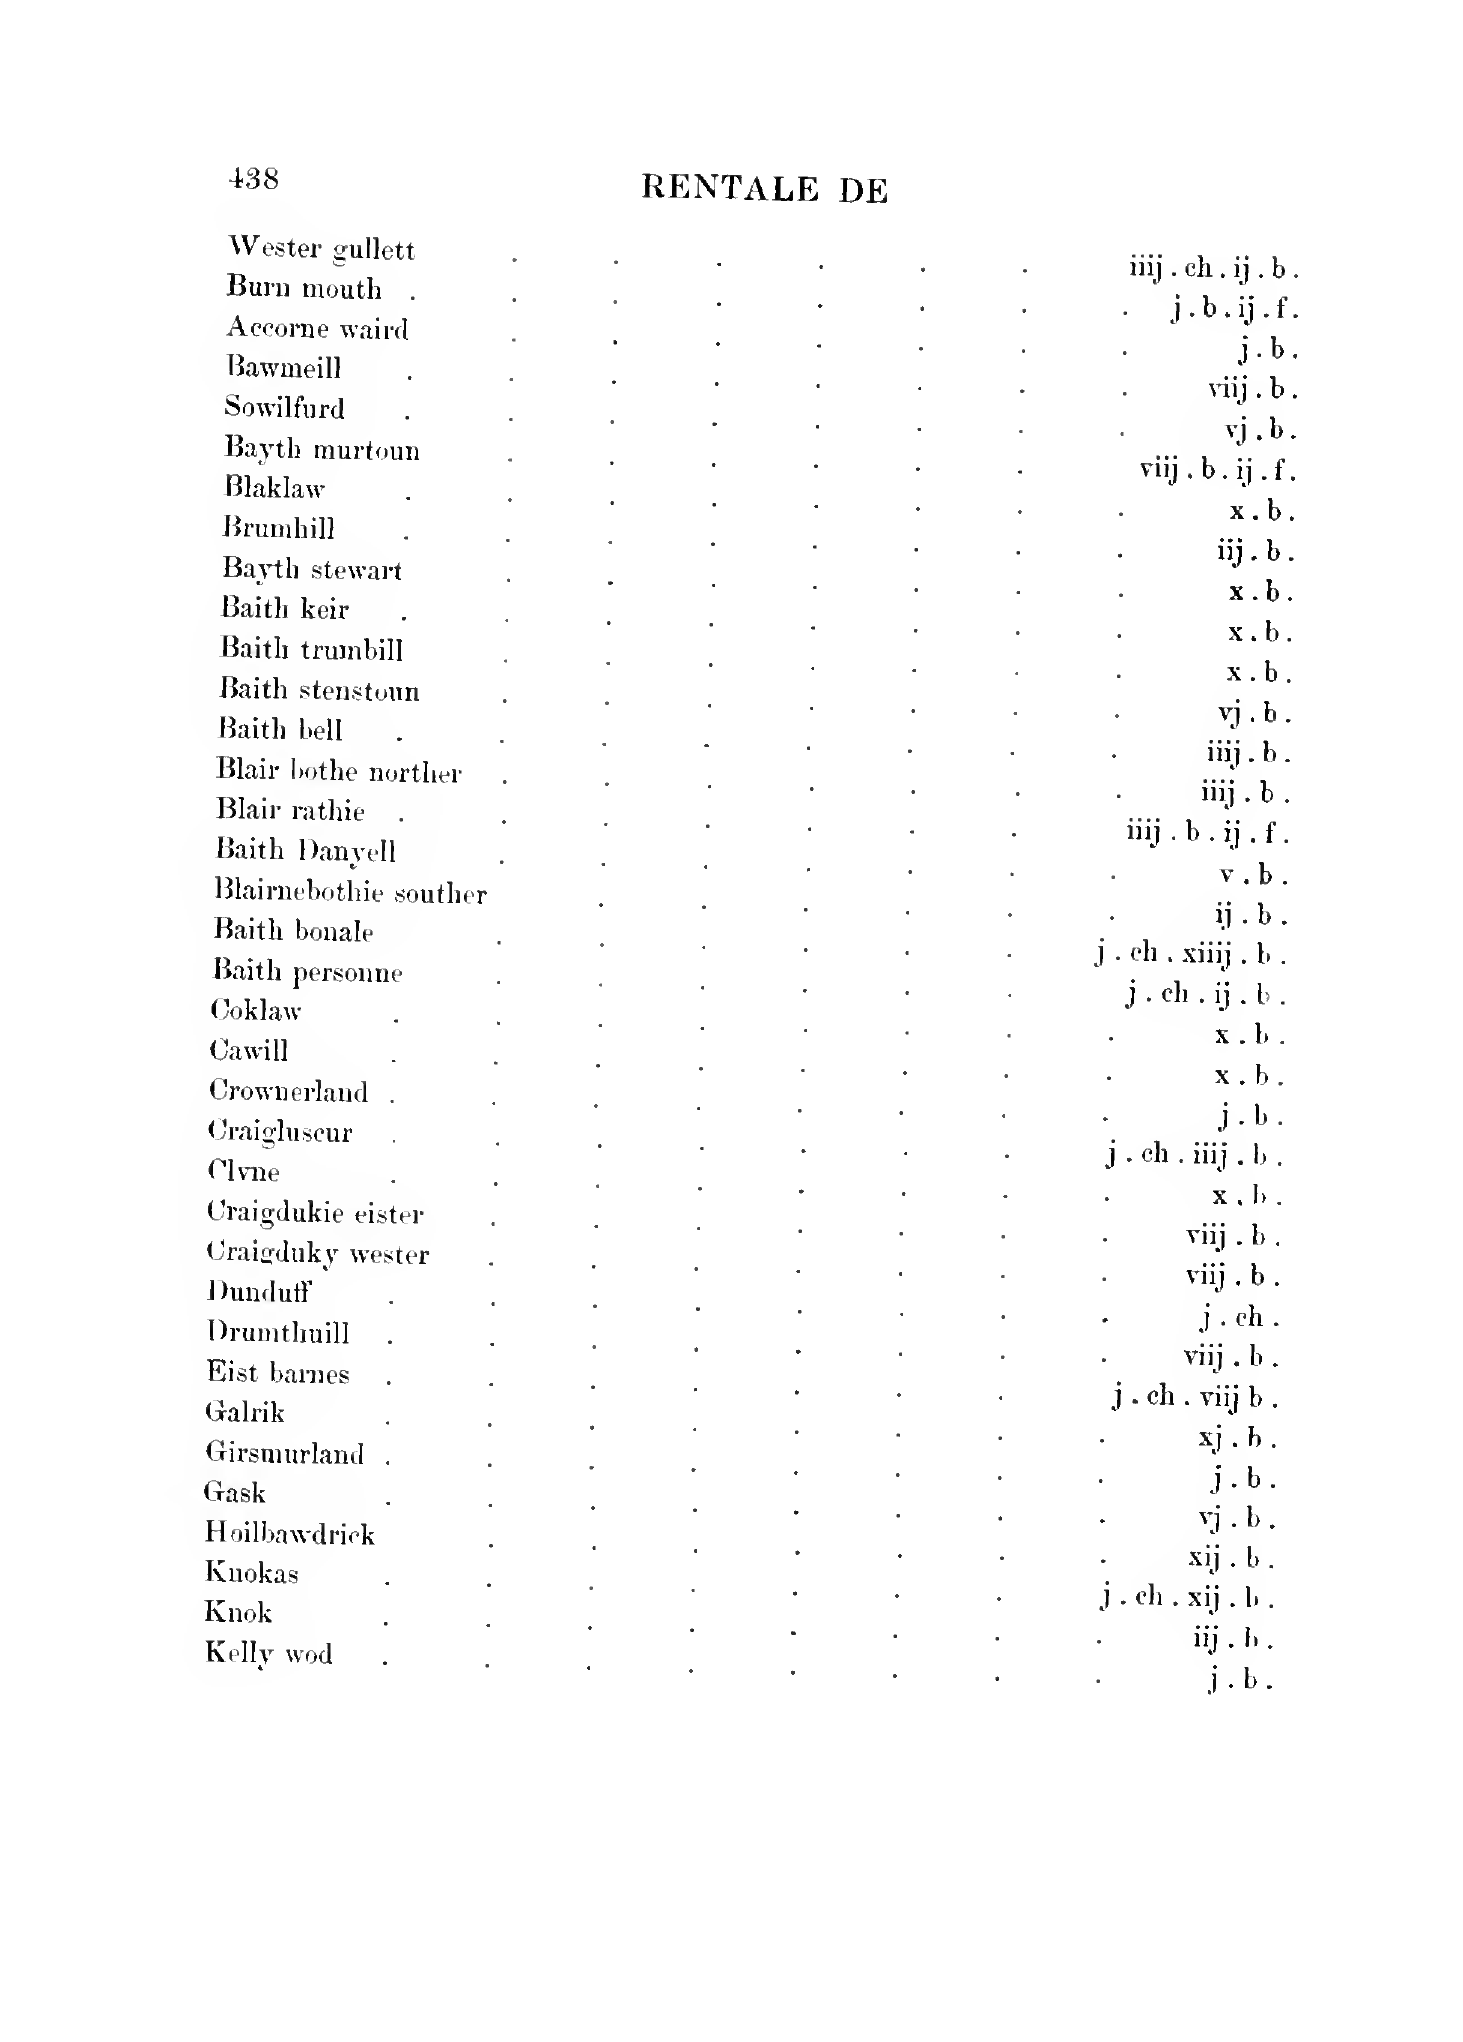 438 RENTALE DE
Wester gullett . . . . . . iiij . ch . ij . b .
Burn mouth . . . . . . . . j . b . ij . f .
Accorne waird . . . . . . . j . b .
Bawmeill . . . . . . . . viij . b .
Sowilfurd . . . . . . . . vj . b .
Bayth murtoun . . . . . . viij . b . ij . f .
Blaklaw . . . . . . . . x . b .
Brumhill . . . . . . . . iij . b .
Bayth stewart . . . . . . . x . b .
Baith keir . . . . . . . . x . b .
Baith trumbill . . . . . . . x . b .
Baith stenstoun . . . . . . . vj . b .
Baith bell . . . . . . . . iiij . b .
Blair bothe norther . . . . . . . iiij . b .
Blair rathie . . . . . . . iiij . b . ij . f .
Baith Danyell . . . . . . . v . b .
Blairnebothie souther . . . . . . ij . b .
Baith bonale . . . . . . j . ch . xiiij . b .
Baith personne . . . . . . j . ch . ij . b .
Coklaw . . . . . . . . x . b .
Cawill . . . . . . . . x . b .
Crownerland . . . . . . . . j . b .
Craigluscur . . . . . . . j . ch . iiij . b .
Clyne . . . . . . . . x . b .
Craigdukie eister . . . . . . . viij . b .
Craigduky wester . . . . . . . viij . b .
Dunduff . . . . . . . . j . ch .
Drumthuill . . . . . . . . viij . b .
Eist barnes . . . . . . . j . ch . viij b .
Galrik . . . . . . . . xj . b .
Girsmurland . . . . . . . . j . b .
Gask . . . . . . . . vj . b .
Hoilbawdrick . . . . . . . xij . b .
Knokas . . . . . . . j . ch . xij . b .
Knok . . . . . . . . iij . b .
Kelly wod . . . . . . . . j . b .